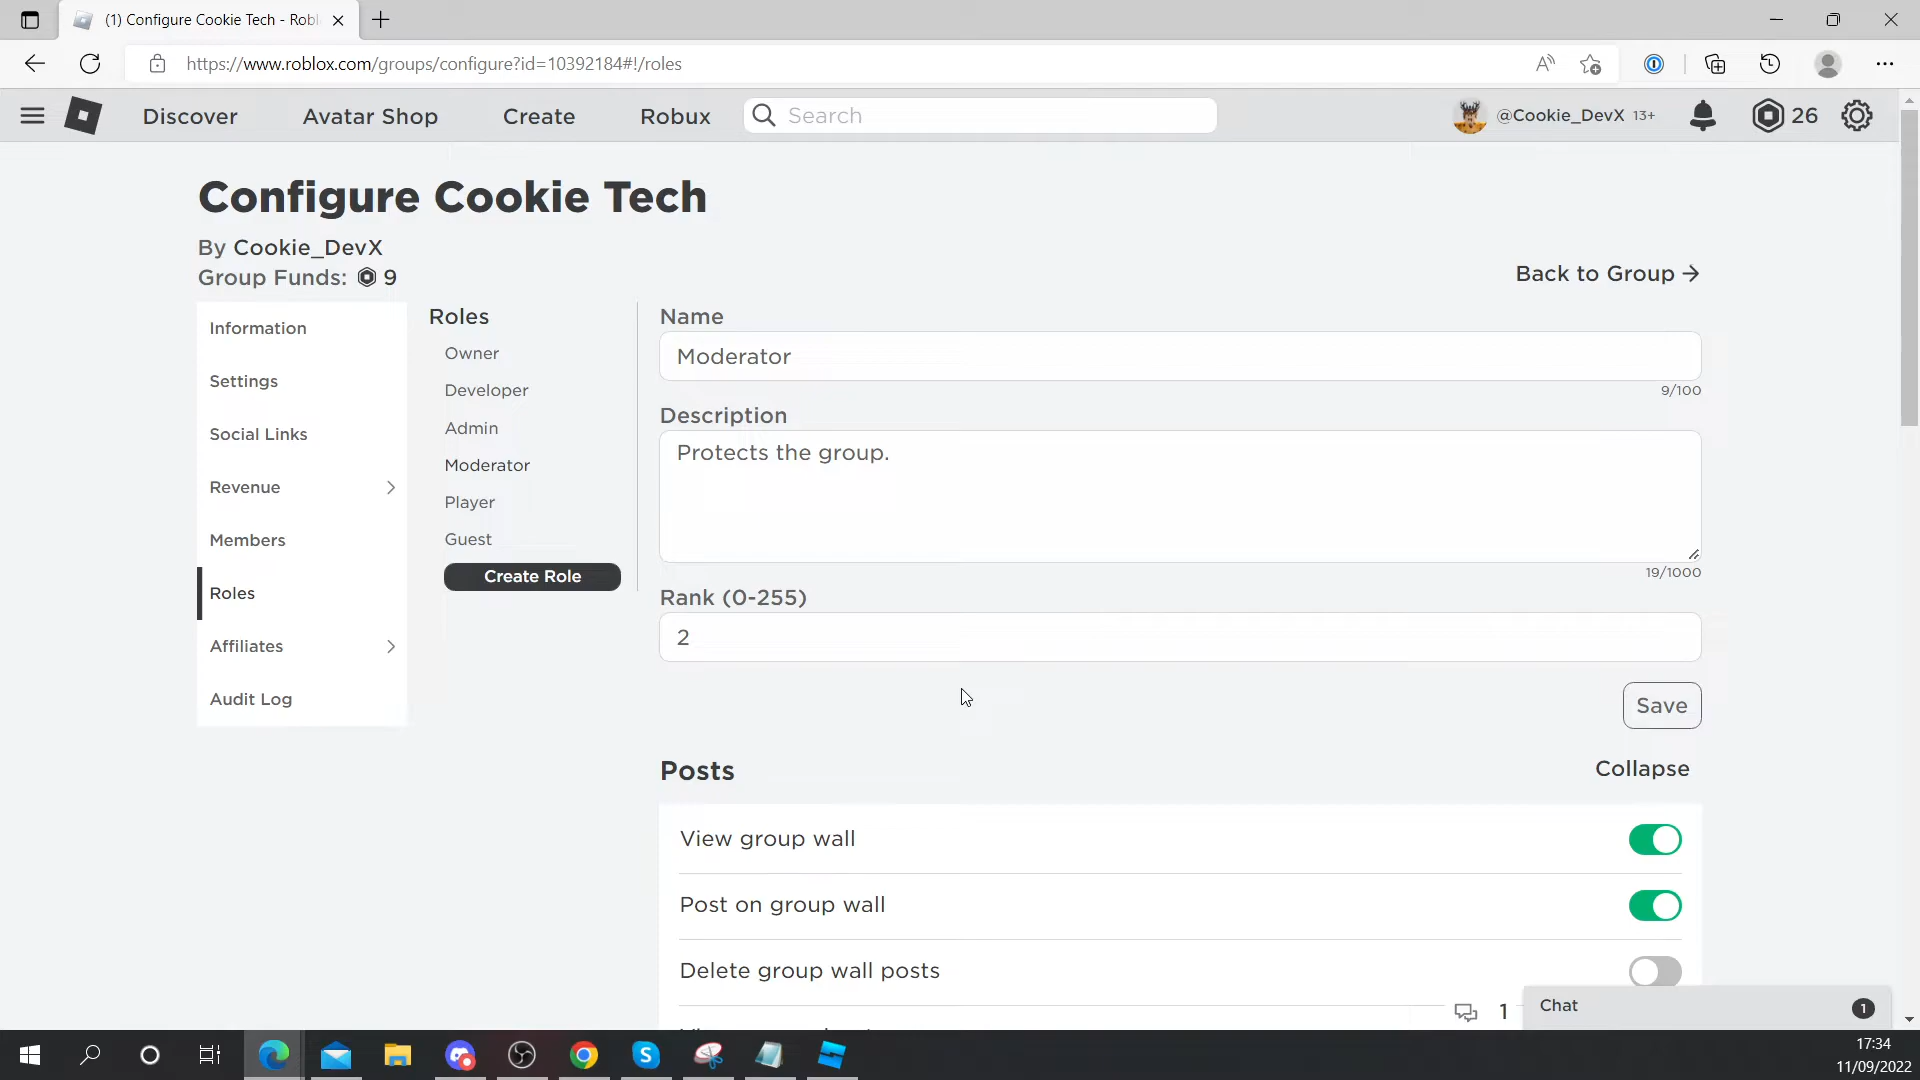 (1) Configure Cookie Tech - Robl
https://www.roblox.com/groups/configure?id=10392184#!/roles
Discover
Avatar Shop
Create
Robux
Search
@Cookie_DevX 13+
26
Configure Cookie Tech
By Cookie_DevX
Group Funds: 9
Back to Group
Information
Settings
Social Links
Revenue
Members
Roles
Affiliates
Audit Log
Roles
Owner
Developer
Admin
Moderator
Player
Guest
Create Role
Name
Moderator
9/100
Description
Protects the group.
19/1000
Rank (0-255)
2
Save
Posts
Collapse
View group wall
Post on group wall
Delete group wall posts
1
Chat
1
17:34
11/09/2022